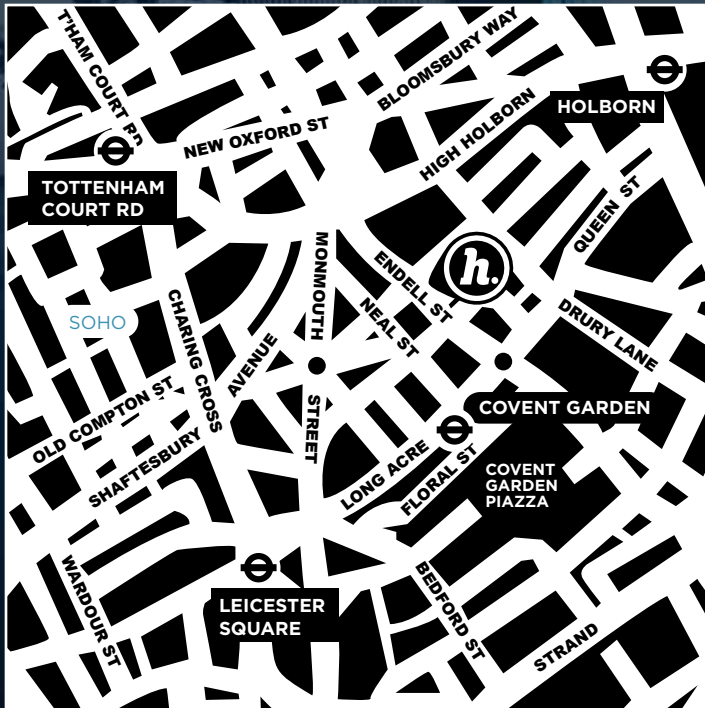 T'HAM COURT RD
BLOOMSBURY WAY
HOLBORN
NEW OXFORD ST
HIGH HOLBORN
TOTTENHAM
COURT RD
QUEEN ST
MONMOUTH
STREET
ENDELL ST
h.
NEAL ST
SOHO
CHARING CROSS
DRURY LANE
OLD COMPTON ST
SHAFTESBURY
AVENUE
COVENT GARDEN
LONG ACRE
FLORAL ST
COVENT
GARDEN
PIAZZA
WARDOUR ST
LEICESTER
SQUARE
BEDFORD ST
STRAND